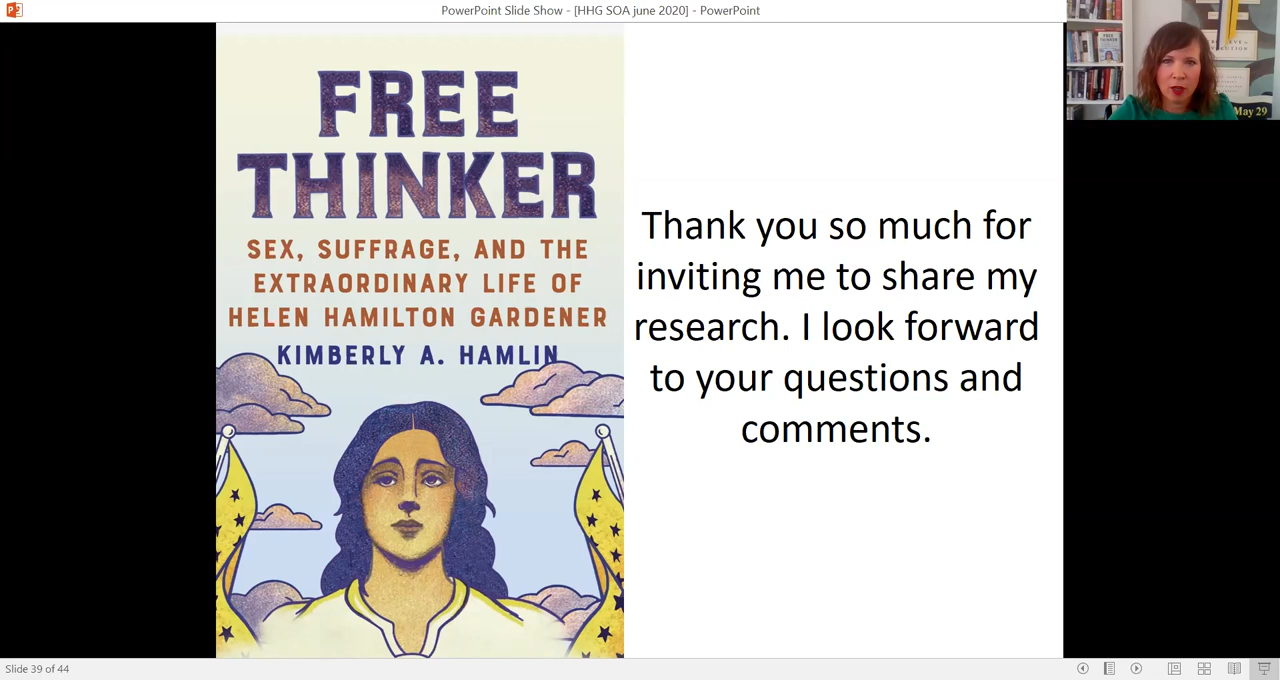 PowerPoint Slide Show - [HHG SOA june 2020] - PowerPoint
FREE
THINKER
SEX, SUFFRAGE, AND THE
EXTRAORDINARY LIFE OF
HELEN HAMILTON GARDENER
KIMBERLY A. HAMLIN
Thank you so much for
inviting me to share my
research. I look forward
to your questions and
comments.
FREE
THINKER
May 29
Slide 39 of 44